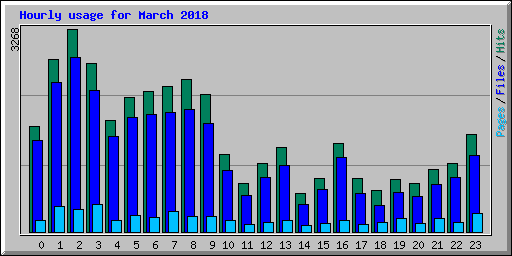 Hourly usage for March 2018
3268
Pages / Files / Hits
0 1 2 3 4 5 6 7 8 9 10 11 12 13 14 15 16 17 18 19 20 21 22 23